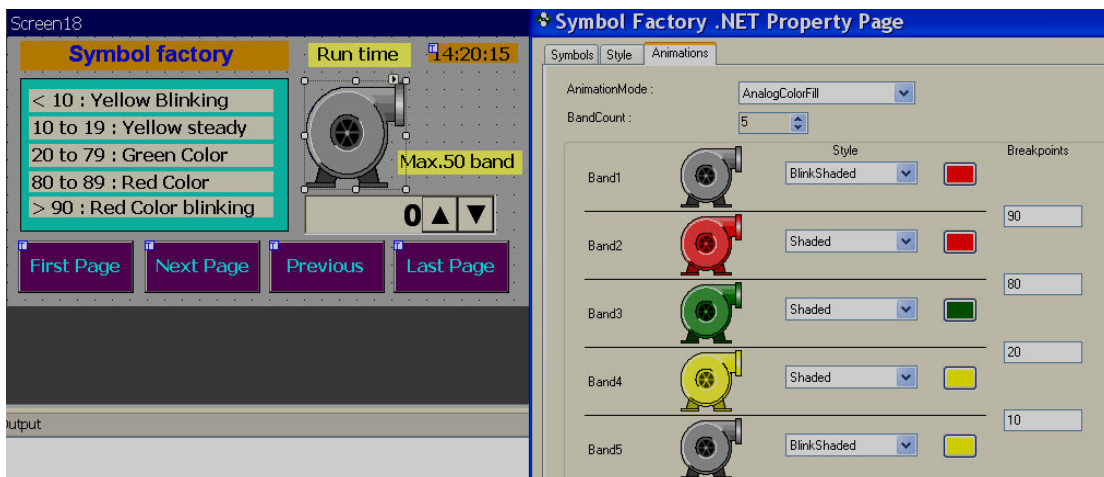 Screen18
Symbol factory
Run time
14:20:15
< 10 : Yellow Blinking
10 to 19 : Yellow steady
20 to 79 : Green Color
80 to 89 : Red Color
> 90 : Red Color blinking
Max.50 band
0
First Page
Next Page
Previous
Last Page
Output
Symbol Factory .NET Property Page
Symbols
Style
Animations
AnimationMode :
AnalogColorFill
BandCount :
5
Style
Breakpoints
Band1
BlinkShaded
90
Band2
Shaded
80
Band3
Shaded
20
Band4
Shaded
10
Band5
BlinkShaded